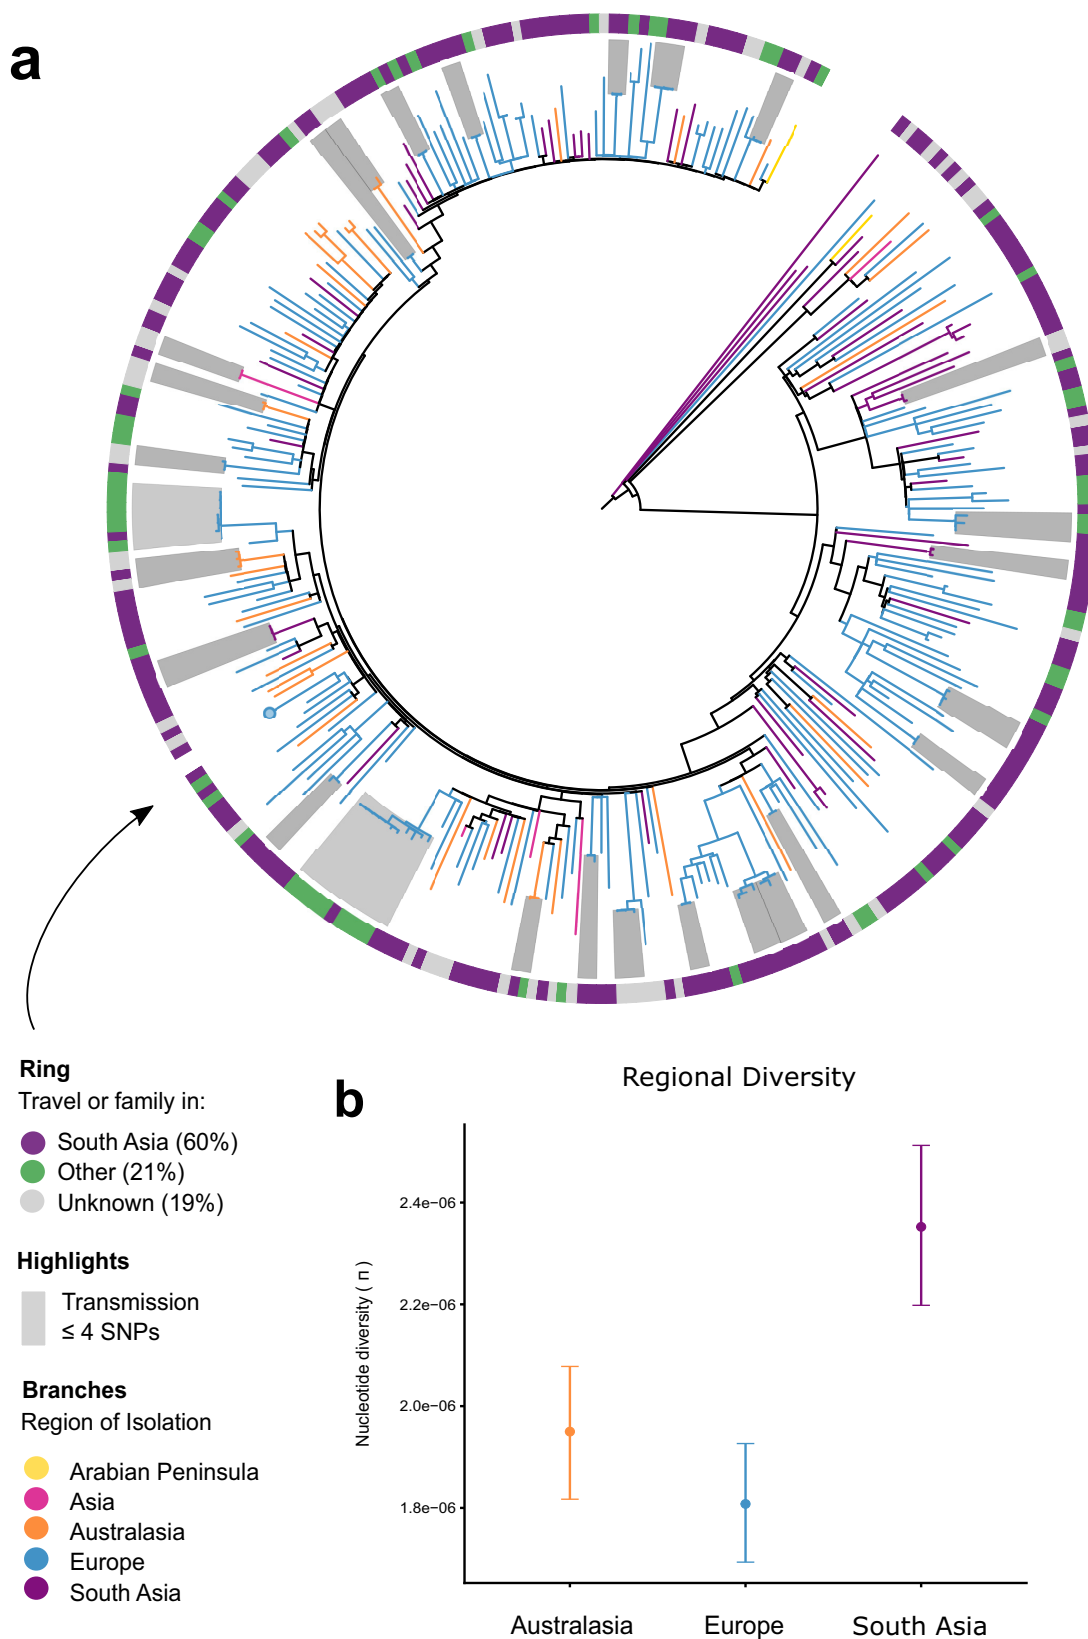 a
Ring
Travel or family in:
South Asia (60%)
Other (21%)
Unknown (19%)
Highlights
Transmission
≤ 4 SNPs
Branches
Region of Isolation
Arabian Peninsula
Asia
Australasia
Europe
South Asia
b
Regional Diversity
Nucleotide diversity ( π )
2.4e−06
2.2e−06
2.0e−06
1.8e−06
Australasia
Europe
South Asia